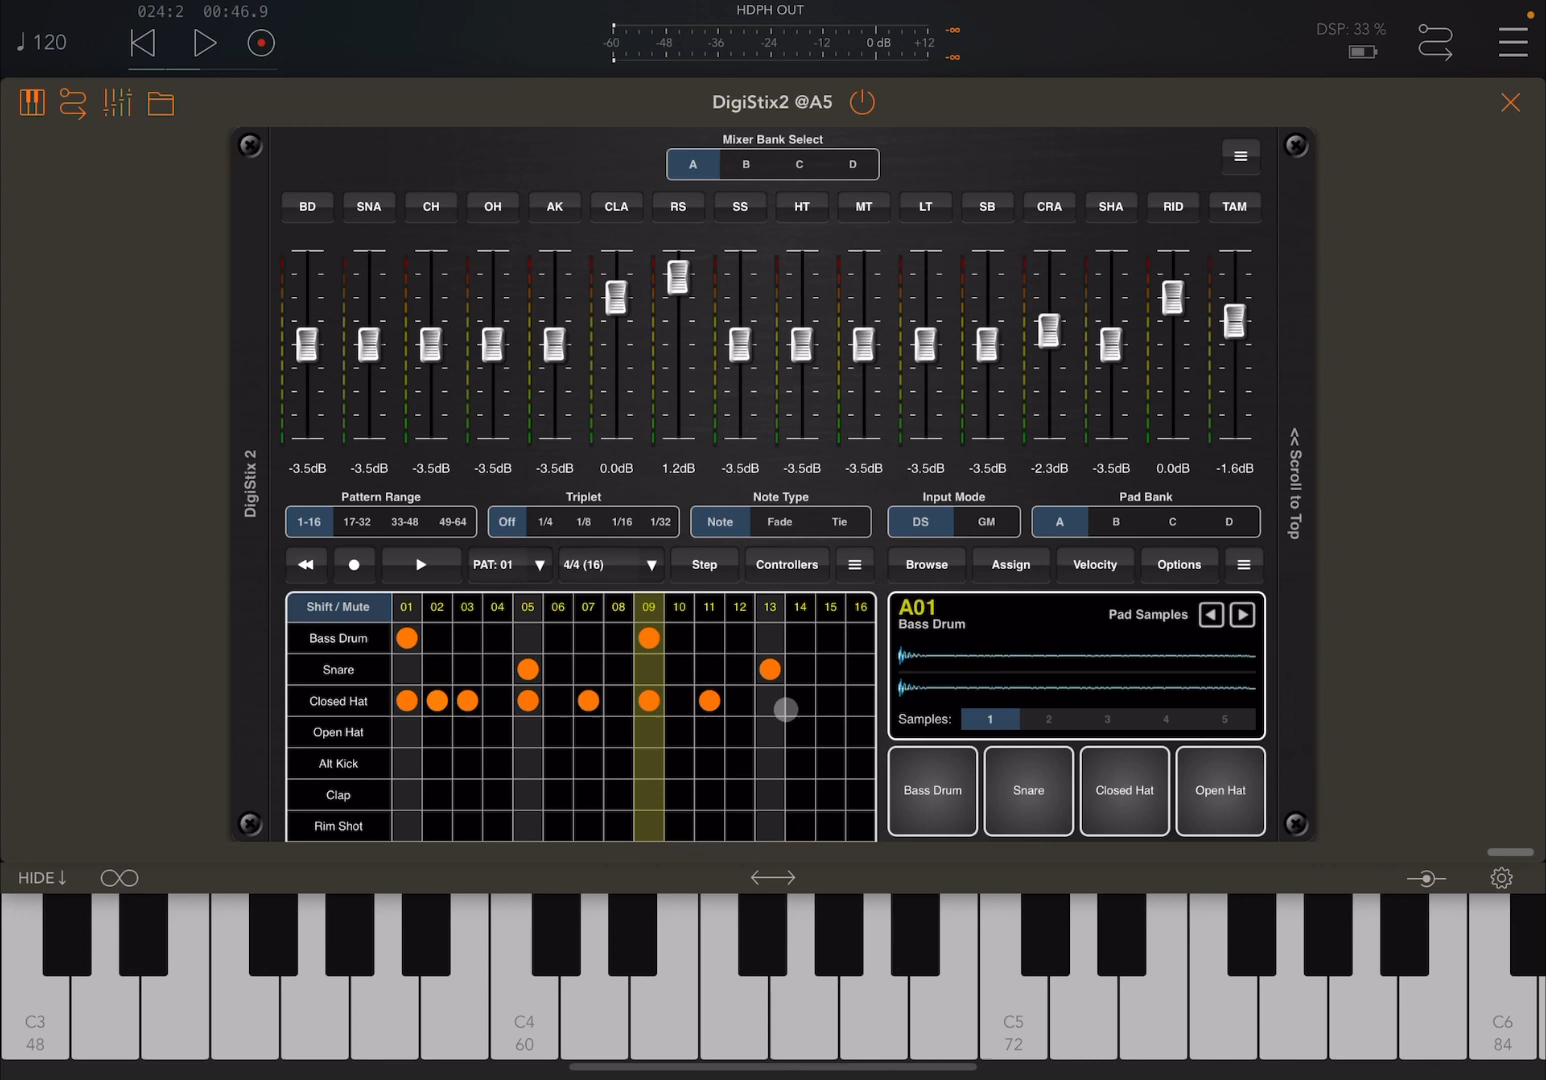 024:2 00:46.9
HDPH OUT
120
-60 -48 -36 -24 -12 0 dB +12
-∞
-∞
DSP: 33 %
DigiStix2 @A5
Mixer Bank Select
A B C D
BD SNA CH OH AK CLA RS SS HT MT LT SB CRA SHA RID TAM
-3.5dB -3.5dB -3.5dB -3.5dB -3.5dB 0.0dB 1.2dB -3.5dB -3.5dB -3.5dB -3.5dB -3.5dB -2.3dB -3.5dB 0.0dB -1.6dB
DigiStix 2
<< Scroll to Top
Pattern Range Triplet Note Type Input Mode Pad Bank
1-16 17-32 33-48 49-64 Off 1/4 1/8 1/16 1/32 Note Fade Tie DS GM A B C D
PAT: 01 4/4 (16) Step Controllers Browse Assign Velocity Options
Shift / Mute 01 02 03 04 05 06 07 08 09 10 11 12 13 14 15 16
Bass Drum
Snare
Closed Hat
Open Hat
Alt Kick
Clap
Rim Shot
A01
Bass Drum
Pad Samples
Samples: 1 2 3 4 5
Bass Drum Snare Closed Hat Open Hat
HIDE↓
C3 C4 C5 C6
48 60 72 84